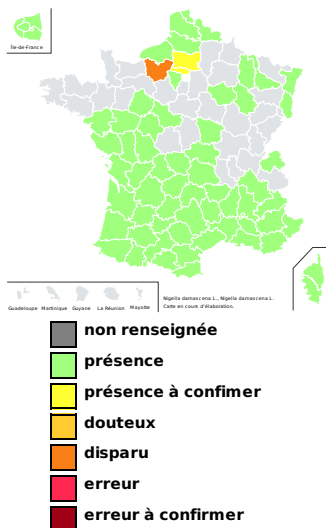 Île-de-France
Nigella damascena L., Nigella damascena L.
Carte en cours d'élaboration.
Guadeloupe Martinique Guyane La Réunion Mayotte
non renseignée
présence
présence à confimer
douteux
disparu
erreur
erreur à confirmer